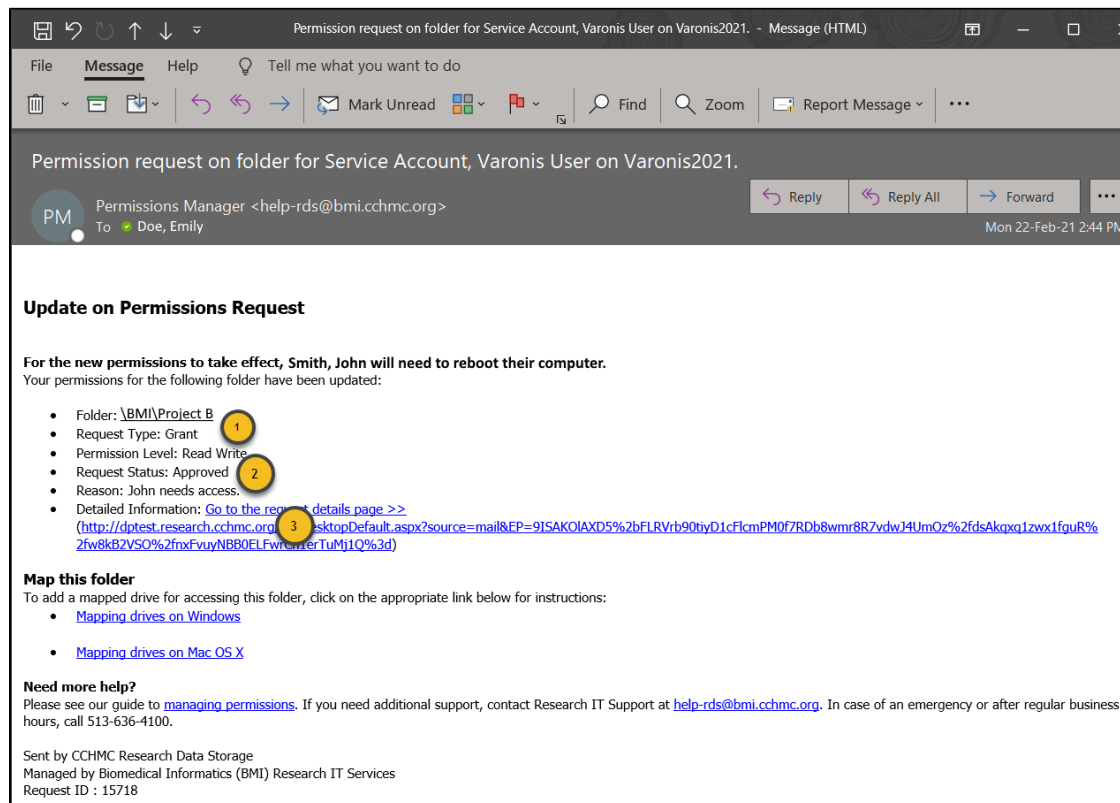 Permission request on folder for Service Account, Varonis User on Varonis2021. - Message (HTML)
File Message Help Tell me what you want to do
Mark Unread Find Zoom Report Message
Permission request on folder for Service Account, Varonis User on Varonis2021.
Reply Reply All Forward
PM Permissions Manager <help-rds@bmi.cchmc.org>
To Doe, Emily
Mon 22-Feb-21 2:44 PM
Update on Permissions Request
For the new permissions to take effect, Smith, John will need to reboot their computer.
Your permissions for the following folder have been updated:
• Folder: \BMI\Project B
1
• Request Type: Grant
• Permission Level: Read Write
• Request Status: Approved
2
• Reason: John needs access.
• Detailed Information: Go to the request details page >>
(http://dptest.research.cchmc.org/ 3 sktopDefault.aspx?source=mail&EP=9ISAKOlAXD5%2bFLRVrb90tiyD1cFlcmPM0f7RDb8wmr8R7vdwJ4UmOz%2fdsAkqxq1zwx1fguR%
2fw8kB2VSO%2fnxFvuyNBB0ELFwrCh1erTuMj1Q%3d)
Map this folder
To add a mapped drive for accessing this folder, click on the appropriate link below for instructions:
• Mapping drives on Windows
• Mapping drives on Mac OS X
Need more help?
Please see our guide to managing permissions. If you need additional support, contact Research IT Support at help-rds@bmi.cchmc.org. In case of an emergency or after regular business
hours, call 513-636-4100.
Sent by CCHMC Research Data Storage
Managed by Biomedical Informatics (BMI) Research IT Services
Request ID : 15718